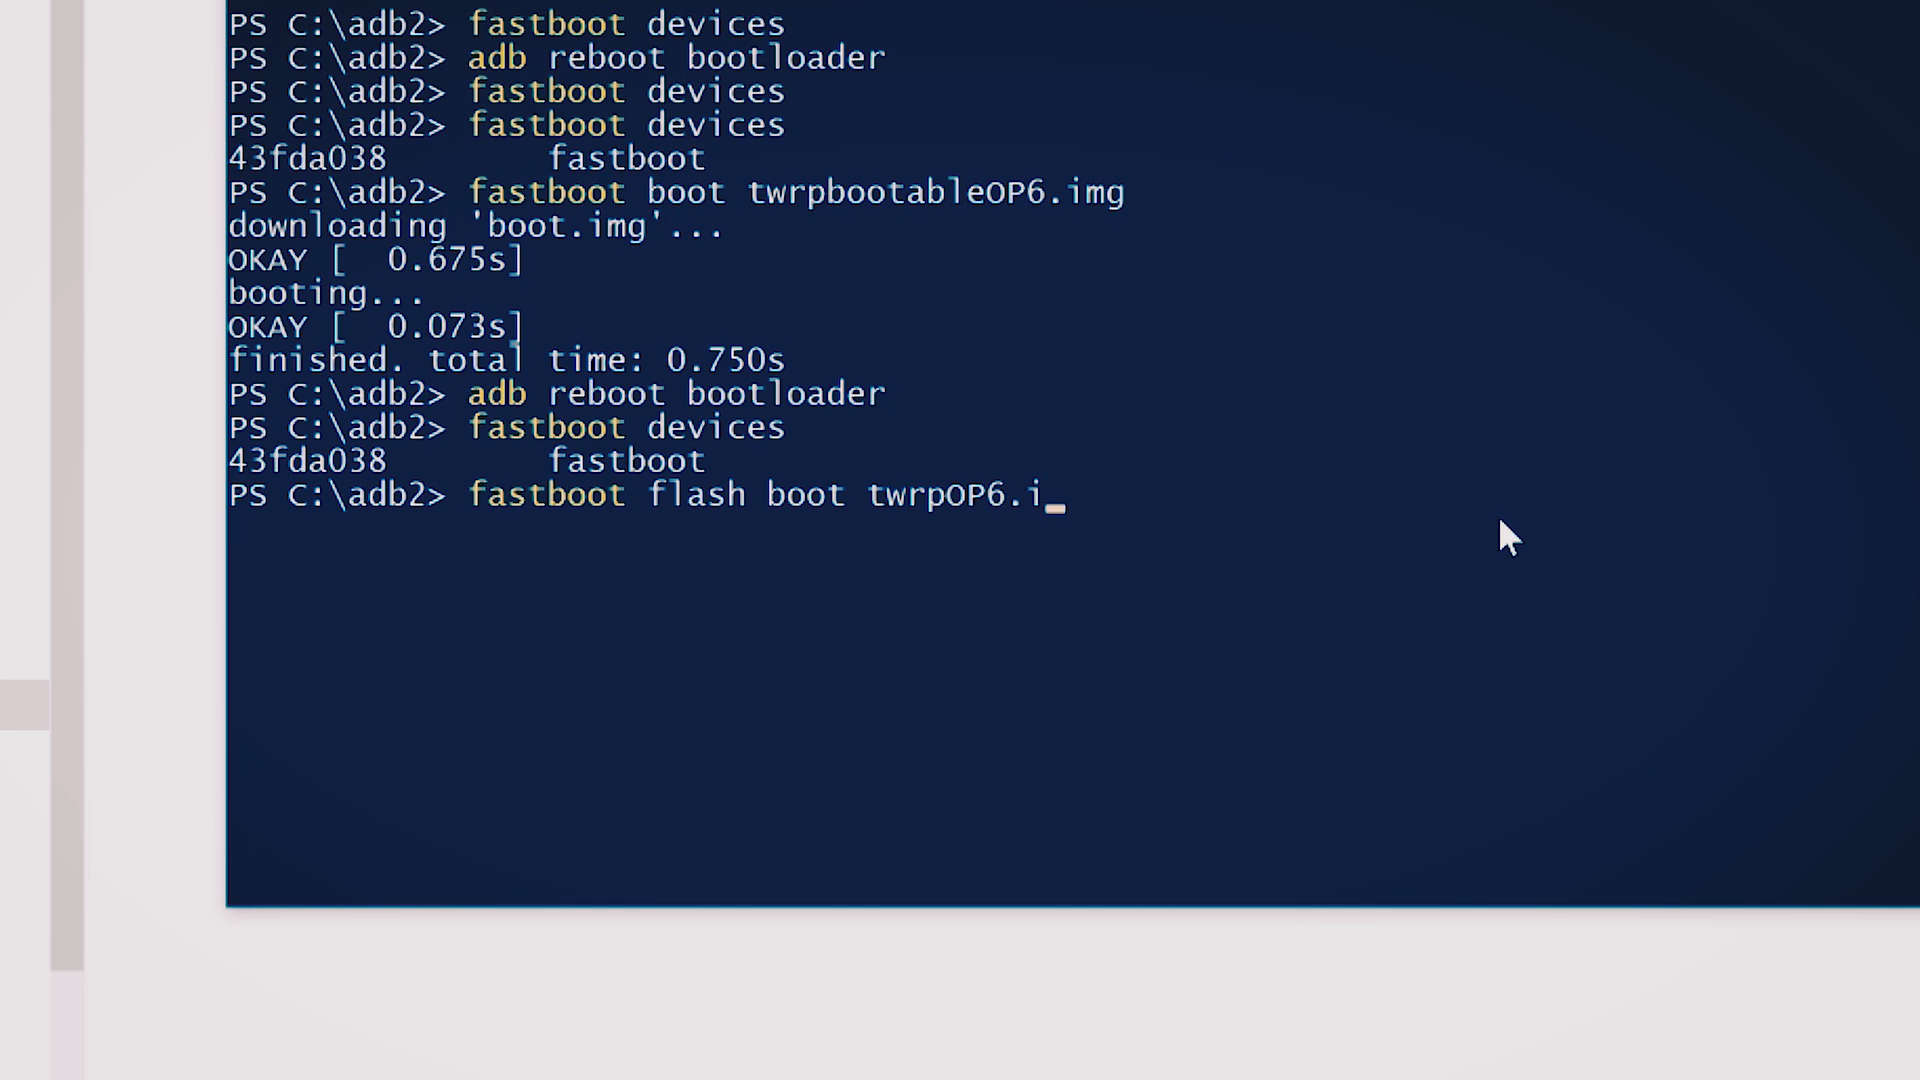 PS C:\adb2> fastboot devices
PS C:\adb2> adb reboot bootloader
PS C:\adb2> fastboot devices
PS C:\adb2> fastboot devices
43fda038        fastboot
PS C:\adb2> fastboot boot twrpbootableOP6.img
downloading 'boot.img'...
OKAY [  0.675s]
booting...
OKAY [  0.073s]
finished. total time: 0.750s
PS C:\adb2> adb reboot bootloader
PS C:\adb2> fastboot devices
43fda038        fastboot
PS C:\adb2> fastboot flash boot twrpOP6.i_